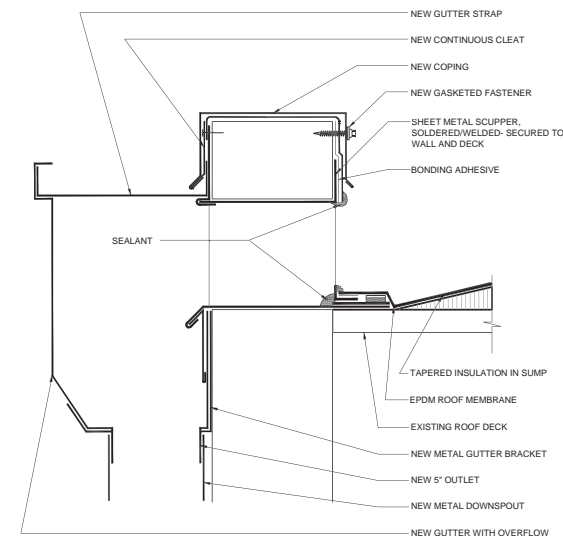 NEW GUTTER STRAP
NEW CONTINUOUS CLEAT
NEW COPING
NEW GASKETED FASTENER
SHEET METAL SCUPPER,
SOLDERED/WELDED- SECURED TO
WALL AND DECK
BONDING ADHESIVE
SEALANT
TAPERED INSULATION IN SUMP
EPDM ROOF MEMBRANE
EXISTING ROOF DECK
NEW METAL GUTTER BRACKET
NEW 5" OUTLET
NEW METAL DOWNSPOUT
NEW GUTTER WITH OVERFLOW